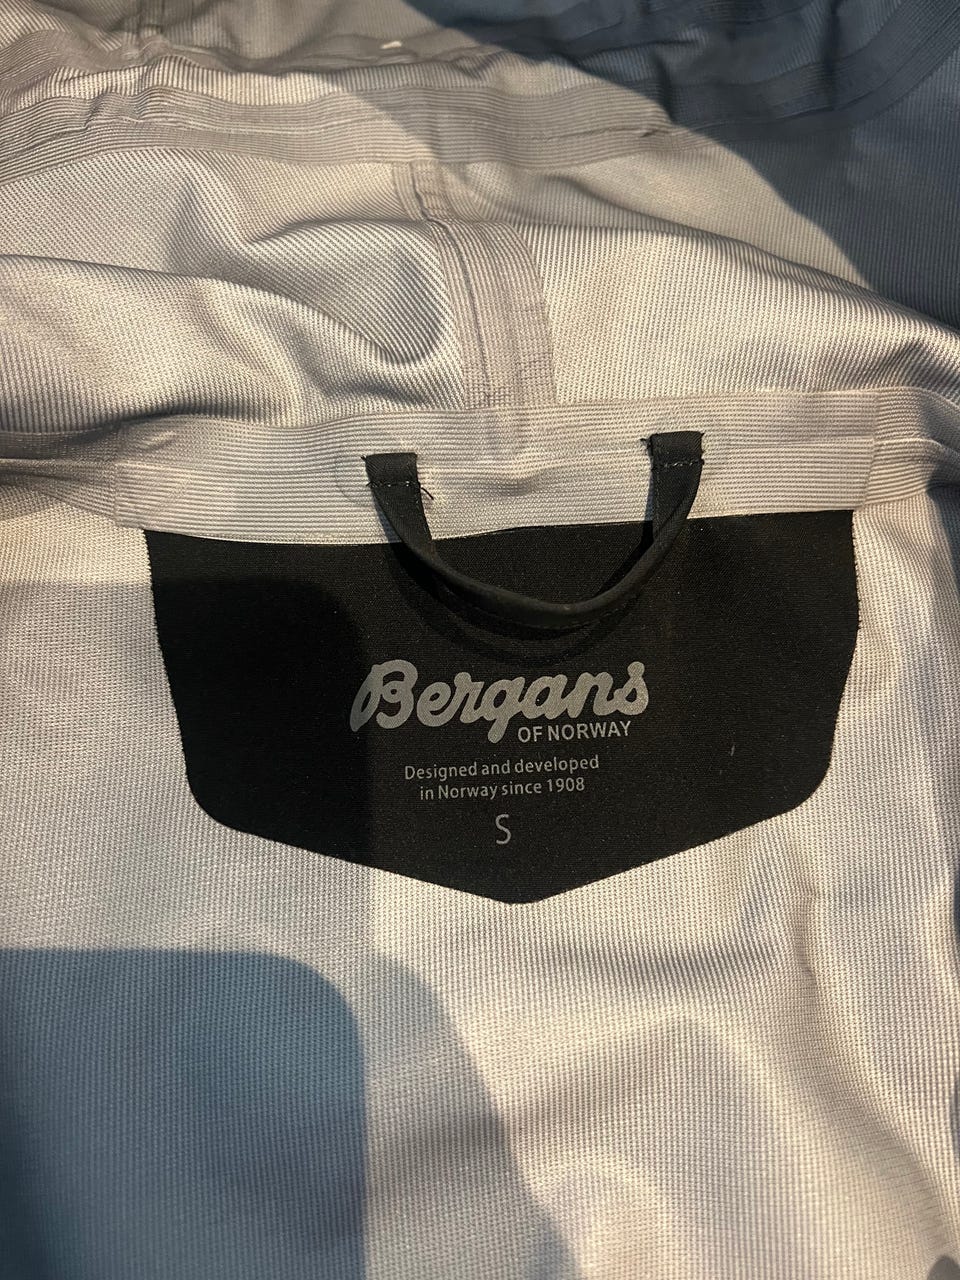 Bergans
OF NORWAY
Designed and developed
in Norway since 1908
S